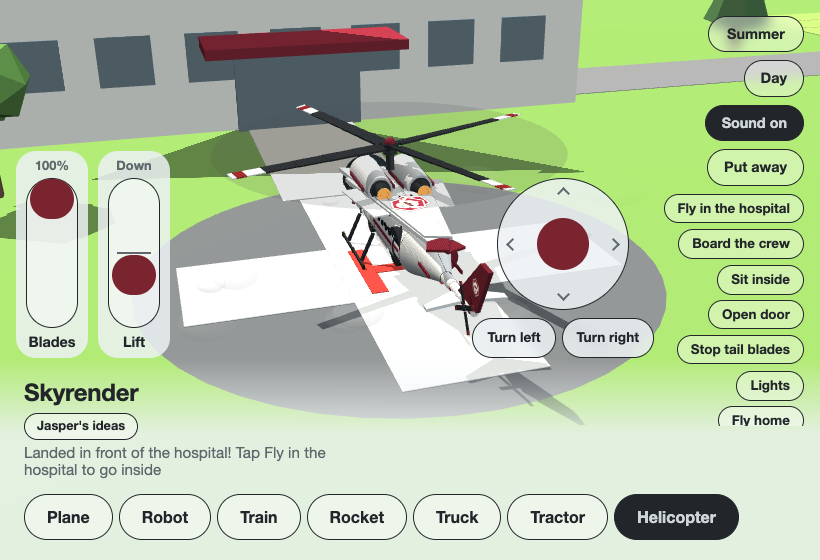 Summer
Day
Sound on
Put away
Fly in the hospital
Board the crew
Sit inside
Open door
Stop tail blades
Lights
Fly home
100%
Blades
Down
Lift
Turn left
Turn right
Skyrender
Jasper's ideas
Landed in front of the hospital! Tap Fly in the
hospital to go inside
Plane
Robot
Train
Rocket
Truck
Tractor
Helicopter